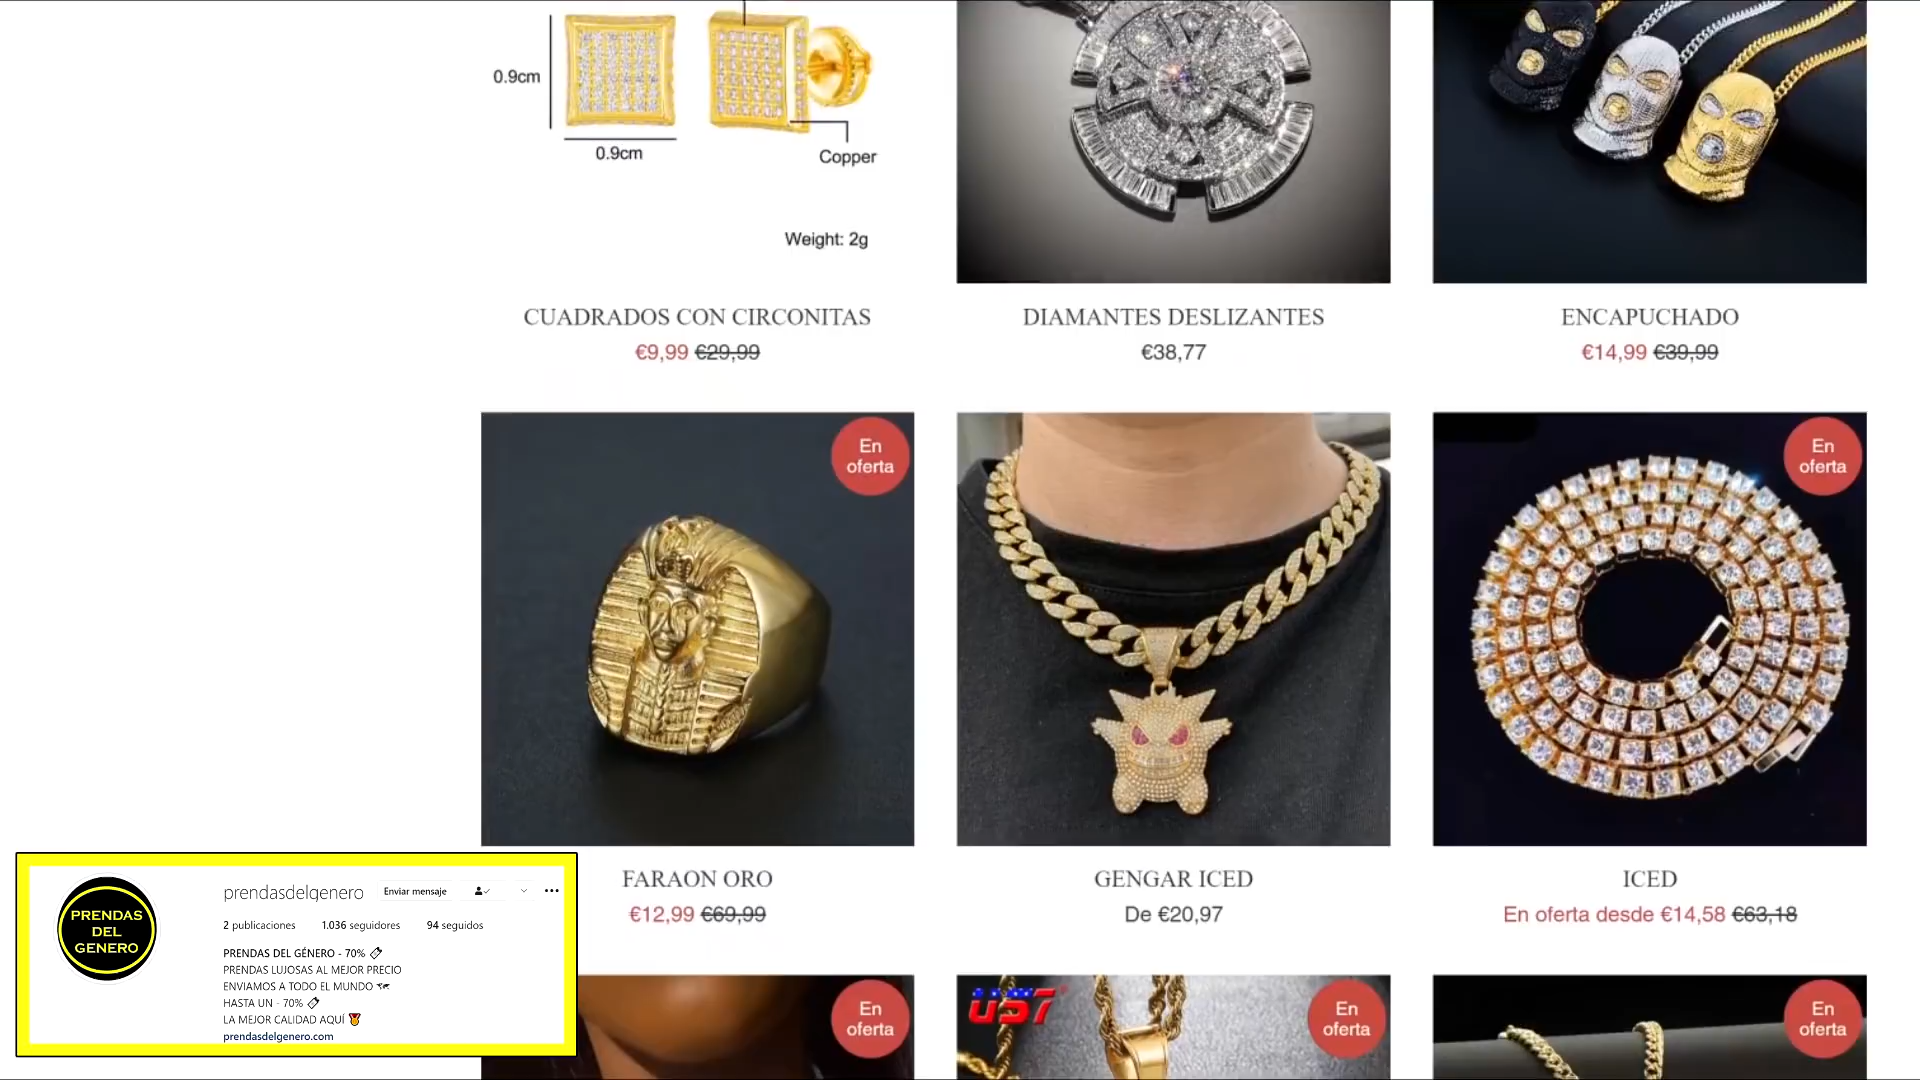 0.9cm
0.9cm
Copper
Weight: 2g
CUADRADOS CON CIRCONITAS
€9,99 €29,99
DIAMANTES DESLIZANTES
€38,77
ENCAPUCHADO
€14,99 €39,99
En
oferta
En
oferta
FARAON ORO
€12,99 €69,99
GENGAR ICED
De €20,97
ICED
En oferta desde €14,58 €63,18
PRENDAS
DEL
GENERO
prendasdelgenero Enviar mensaje
2 publicaciones 1.036 seguidores 94 seguidos
PRENDAS DEL GÉNERO - 70%
PRENDAS LUJOSAS AL MEJOR PRECIO
ENVIAMOS A TODO EL MUNDO
HASTA UN - 70%
LA MEJOR CALIDAD AQUÍ
prendasdelgenero.com
En
oferta
US7
En
oferta
En
oferta